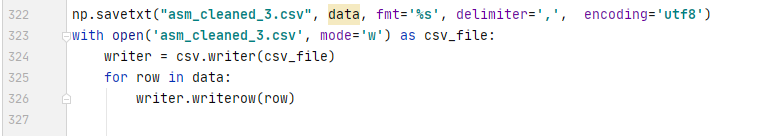 322 np.savetxt("asm_cleaned_3.csv", data, fmt='%s', delimiter=',',  encoding='utf8')
323 with open('asm_cleaned_3.csv', mode='w') as csv_file:
324     writer = csv.writer(csv_file)
325     for row in data:
326         writer.writerow(row)
327